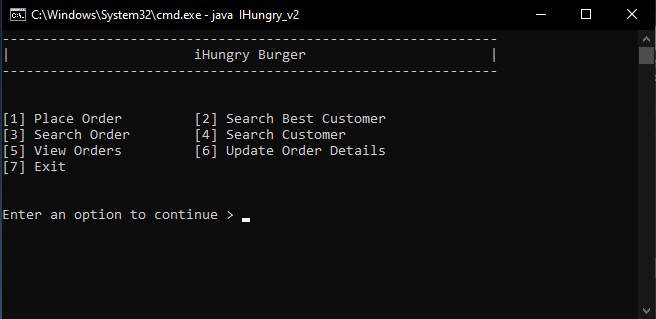 C:\Windows\System32\cmd.exe - java IHungry_v2
--------------------------------------------------------------
| iHungry Burger |
--------------------------------------------------------------
[1] Place Order [2] Search Best Customer
[3] Search Order [4] Search Customer
[5] View Orders [6] Update Order Details
[7] Exit
Enter an option to continue > _